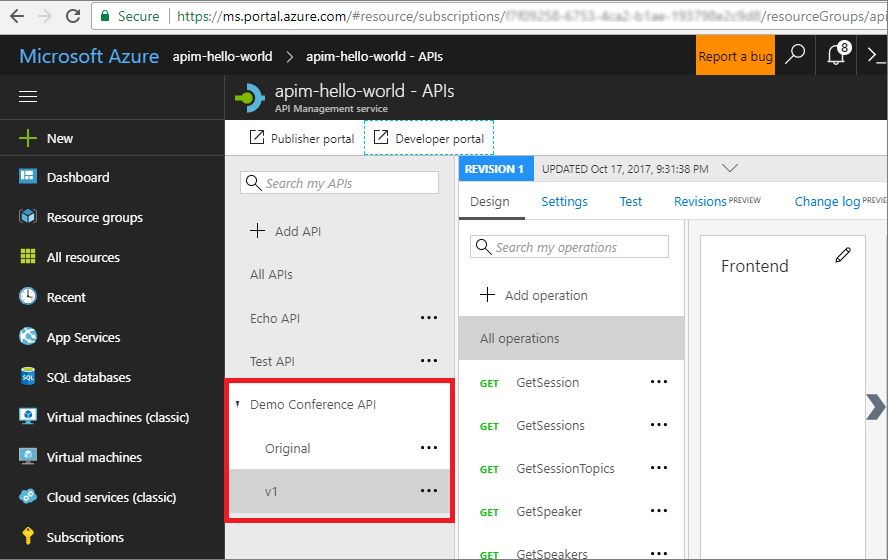 Secure https://ms.portal.azure.com/#resource/subscriptions/ /resourceGroups/api
Microsoft Azure apim-hello-world > apim-hello-world - APIs Report a bug 8
apim-hello-world - APIs
API Management service
New
Publisher portal Developer portal
Dashboard
Resource groups
All resources
Recent
App Services
SQL databases
Virtual machines (classic)
Virtual machines
Cloud services (classic)
Subscriptions
Search my APIs
Add API
All APIs
Echo API ...
Test API ...
Demo Conference API
Original ...
v1 ...
REVISION 1 UPDATED Oct 17, 2017, 9:31:38 PM
Design Settings Test Revisions PREVIEW Change log PREVIE
Search my operations
Add operation
All operations
GET GetSession ...
GET GetSessions ...
GET GetSessionTopics ...
GET GetSpeaker ...
GET GetSpeakers ...
Frontend